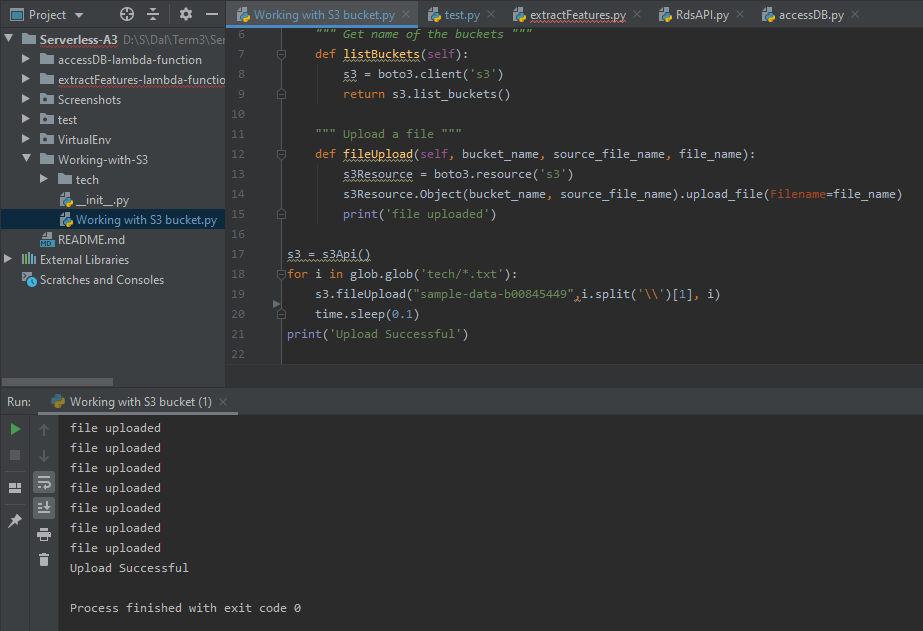 Project
Working with S3 bucket.py
test.py
extractFeatures.py
RdsAPI.py
accessDB.py
Serverless-A3 D:\S\Dal\Term3\Ser
accessDB-lambda-function
extractFeatures-lambda-functio
Screenshots
test
VirtualEnv
Working-with-S3
tech
__init__.py
Working with S3 bucket.py
README.md
External Libraries
Scratches and Consoles
6 """ Get name of the buckets """
7 def listBuckets(self):
8 s3 = boto3.client('s3')
9 return s3.list_buckets()
10
11 """ Upload a file """
12 def fileUpload(self, bucket_name, source_file_name, file_name):
13 s3Resource = boto3.resource('s3')
14 s3Resource.Object(bucket_name, source_file_name).upload_file(Filename=file_name)
15 print('file uploaded')
16
17 s3 = s3Api()
18 for i in glob.glob('tech/*.txt'):
19 s3.fileUpload("sample-data-b00845449",i.split('\\')[1], i)
20 time.sleep(0.1)
21 print('Upload Successful')
22
Run: Working with S3 bucket (1)
file uploaded
file uploaded
file uploaded
file uploaded
file uploaded
file uploaded
file uploaded
Upload Successful
Process finished with exit code 0